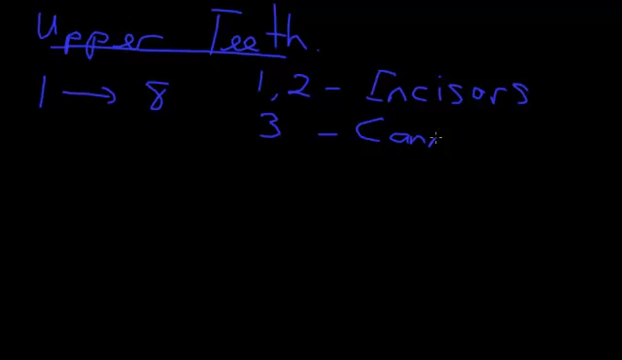 Upper Teeth.
1 → 8
1,2 - Incisors
3 - Can